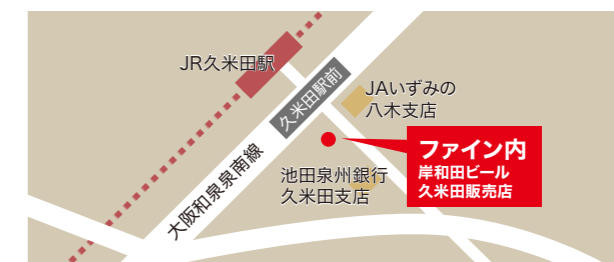 JR久米田駅
久米田駅前
JAいずみの
八木支店
ファイン内
岸和田ビール
久米田販売店
池田泉州銀行
久米田支店
大阪和泉泉南線